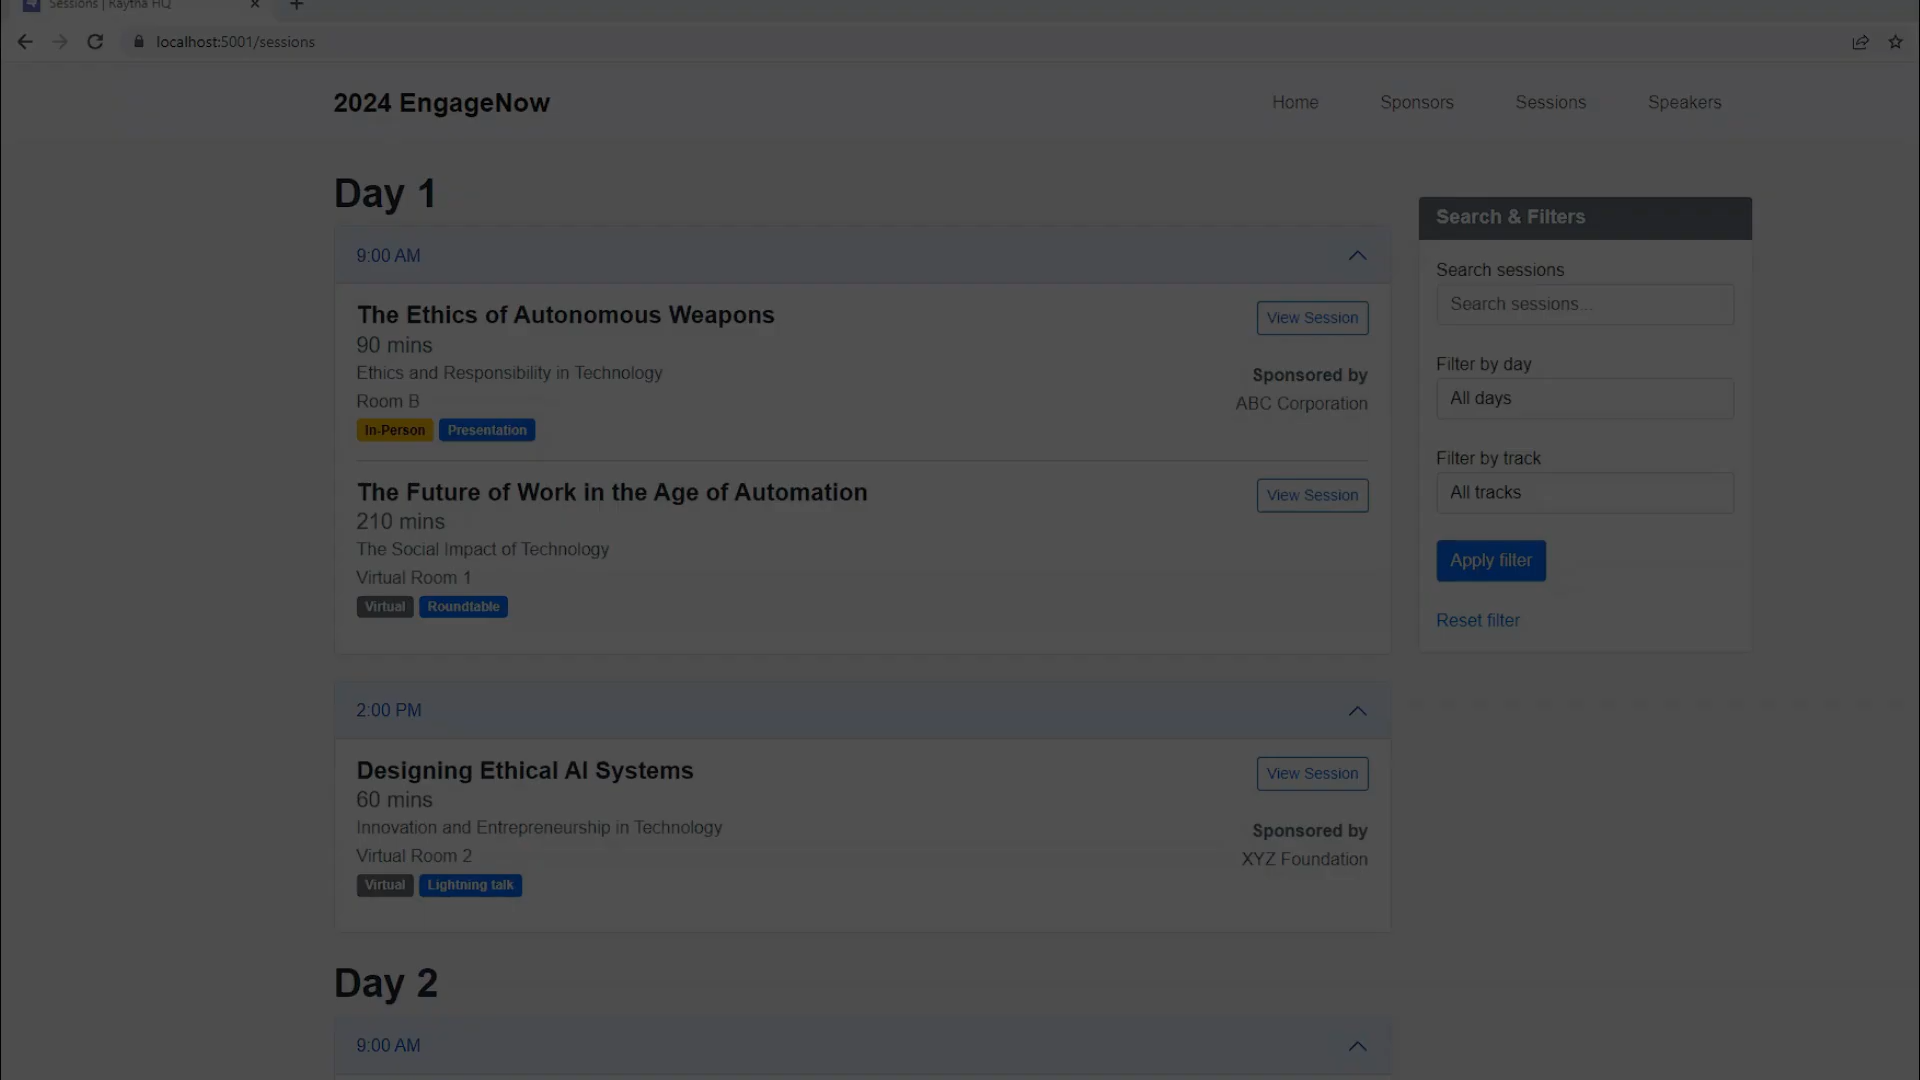 Sessions | Raytha HQ
localhost:5001/sessions
2024 EngageNow
Home
Sponsors
Sessions
Speakers
Day 1
9:00 AM
The Ethics of Autonomous Weapons
View Session
90 mins
Ethics and Responsibility in Technology
Sponsored by
Room B
ABC Corporation
In-Person
Presentation
The Future of Work in the Age of Automation
View Session
210 mins
The Social Impact of Technology
Virtual Room 1
Virtual
Roundtable
2:00 PM
Designing Ethical AI Systems
View Session
60 mins
Innovation and Entrepreneurship in Technology
Sponsored by
Virtual Room 2
XYZ Foundation
Virtual
Lightning talk
Day 2
9:00 AM
Search & Filters
Search sessions
Search sessions...
Filter by day
All days
Filter by track
All tracks
Apply filter
Reset filter